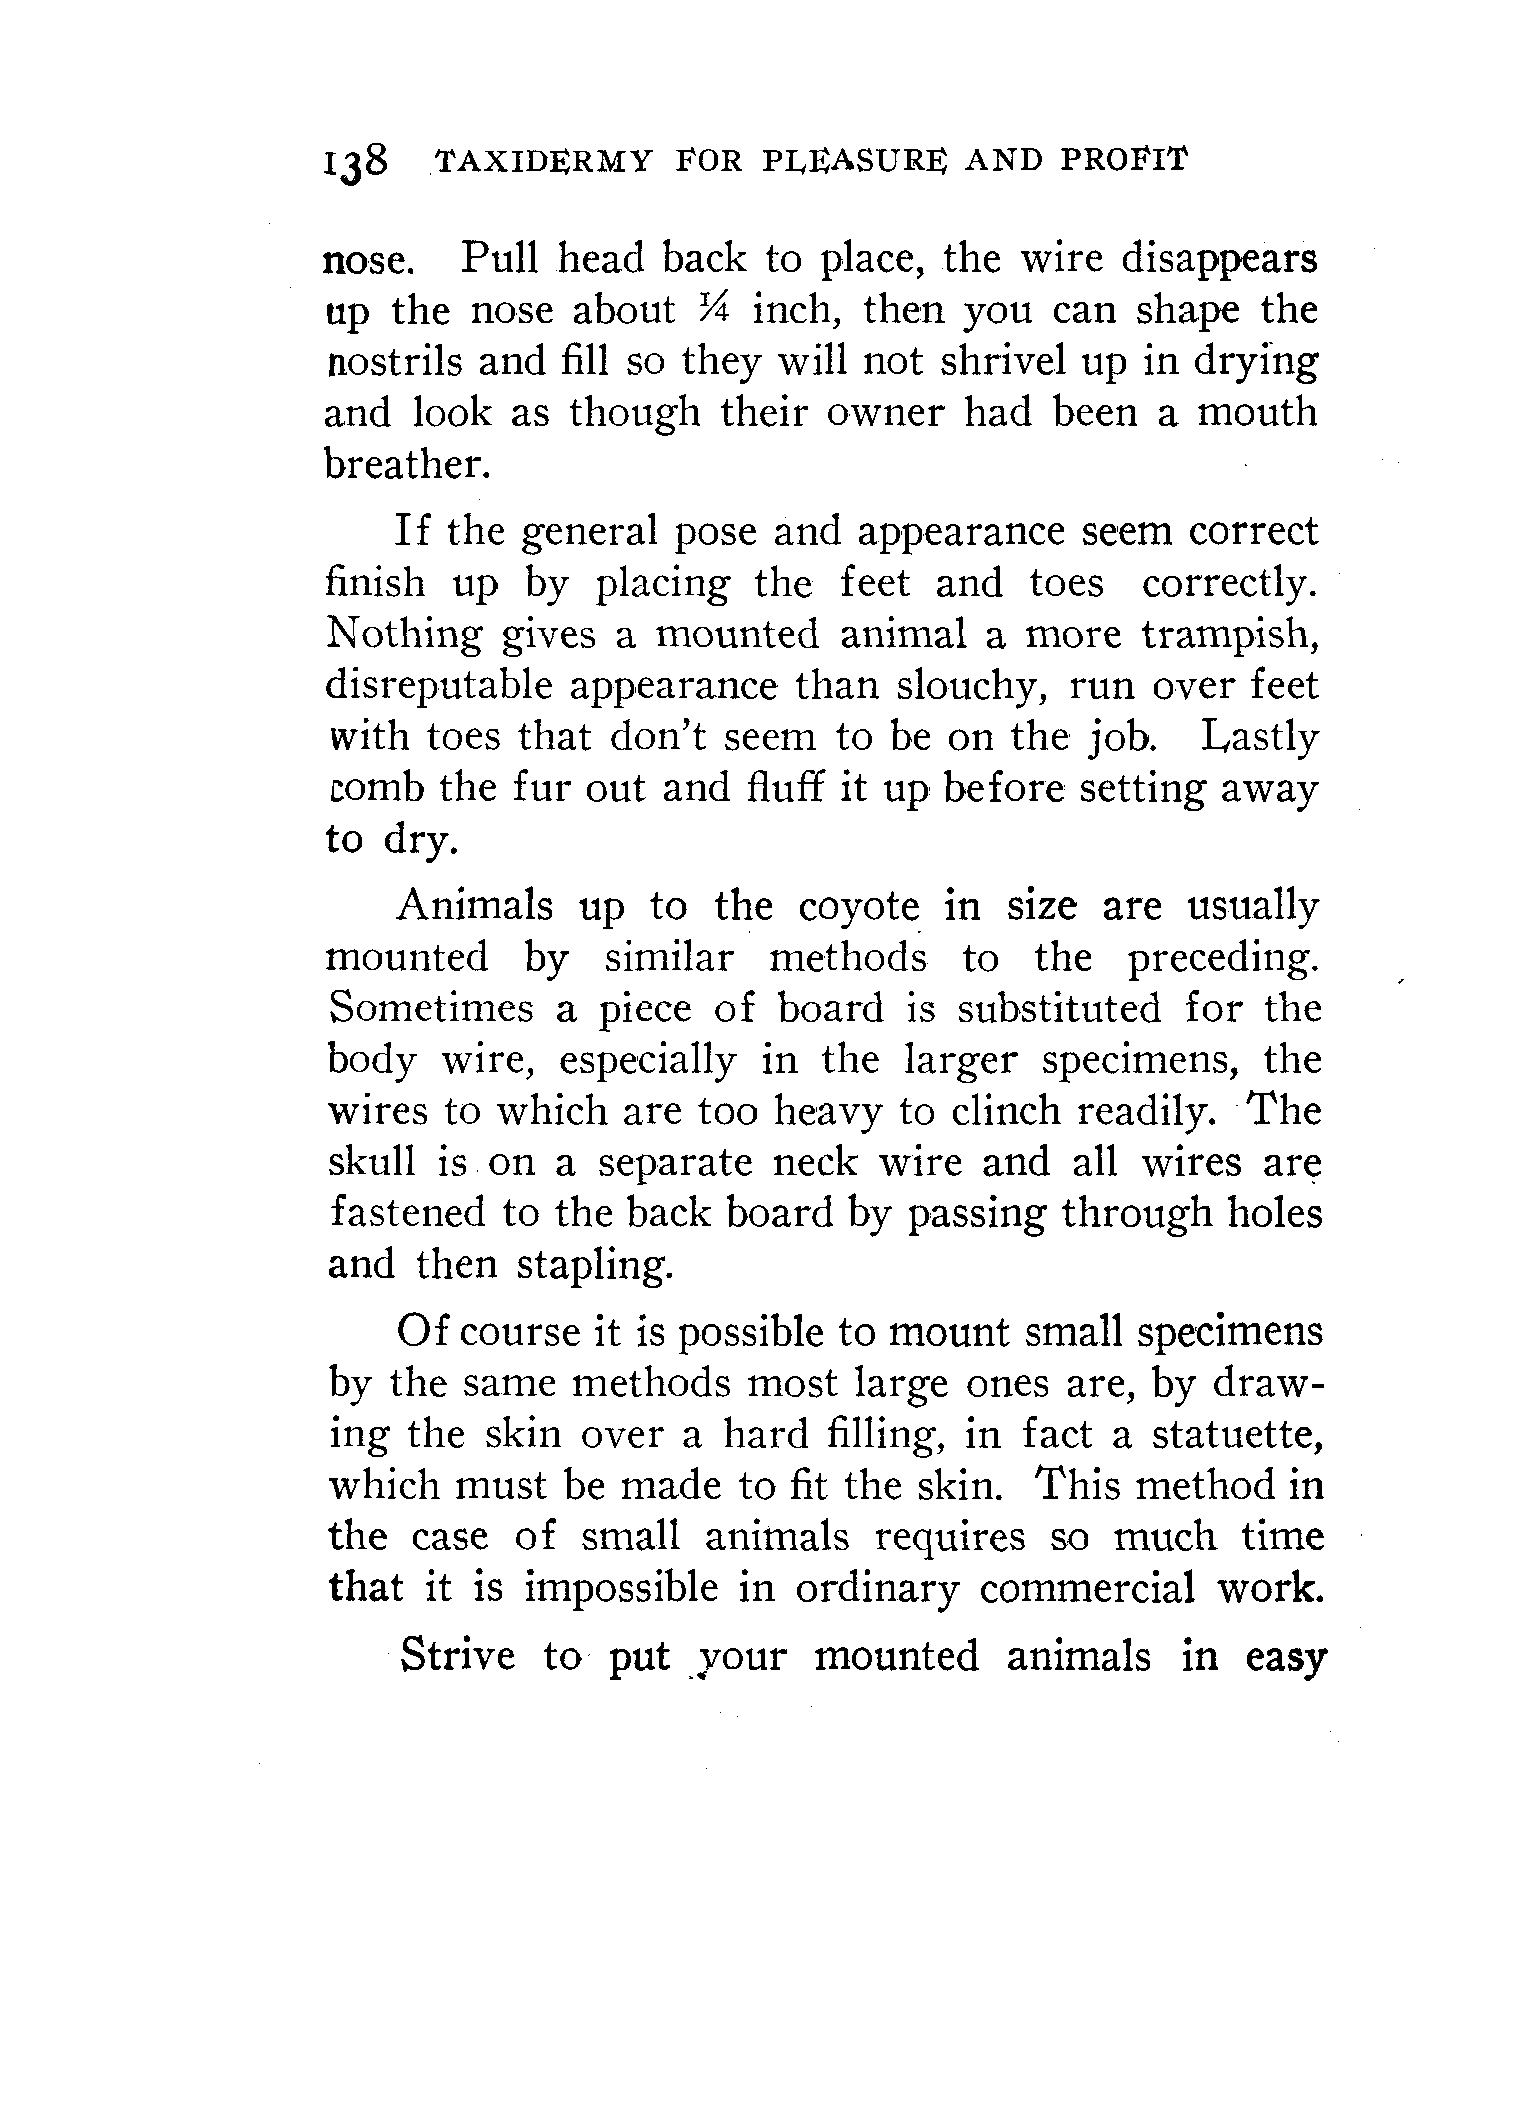 138 TAXIDERMY FOR PLEASURE AND PROFIT
nose. Pull head back to place, the wire disappears
up the nose about ¼ inch, then you can shape the
nostrils and fill so they will not shrivel up in drying
and look as though their owner had been a mouth
breather.
If the general pose and appearance seem correct
finish up by placing the feet and toes correctly.
Nothing gives a mounted animal a more trampish,
disreputable appearance than slouchy, run over feet
with toes that don't seem to be on the job. Lastly
comb the fur out and fluff it up before setting away
to dry.
Animals up to the coyote in size are usually
mounted by similar methods to the preceding.
Sometimes a piece of board is substituted for the
body wire, especially in the larger specimens, the
wires to which are too heavy to clinch readily. The
skull is on a separate neck wire and all wires are
fastened to the back board by passing through holes
and then stapling.
Of course it is possible to mount small specimens
by the same methods most large ones are, by draw-
ing the skin over a hard filling, in fact a statuette,
which must be made to fit the skin. This method in
the case of small animals requires so much time
that it is impossible in ordinary commercial work.
Strive to put your mounted animals in easy